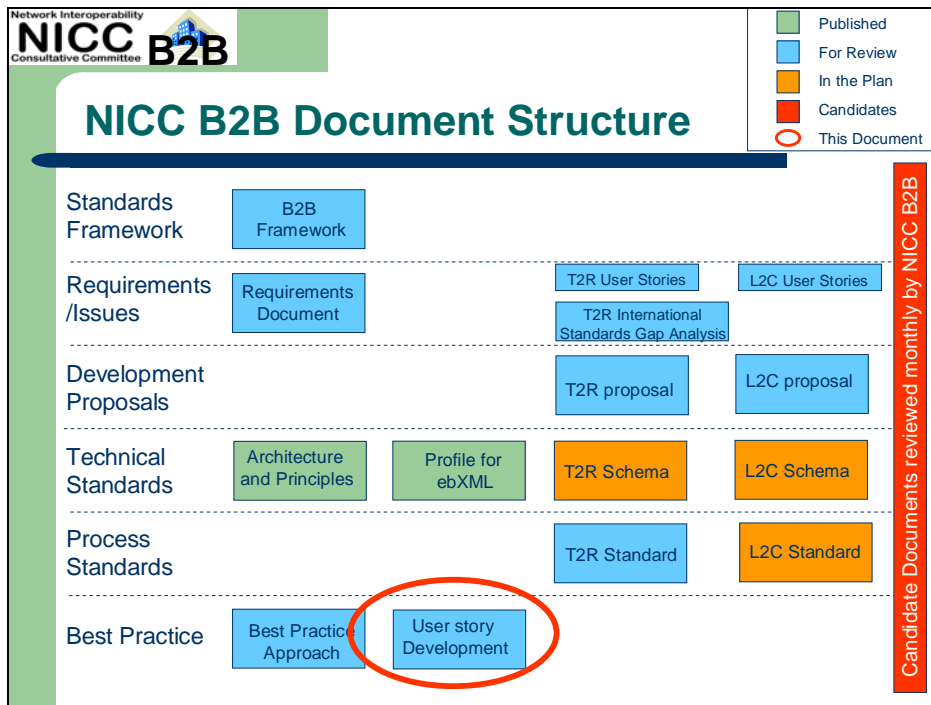 Network Interoperability
NICC
Consultative Committee
B2B
Published
For Review
In the Plan
Candidates
This Document
NICC B2B Document Structure
Standards
Framework
B2B
Framework
Requirements
/Issues
Requirements
Document
T2R User Stories
L2C User Stories
T2R International
Standards Gap Analysis
Development
Proposals
T2R proposal
L2C proposal
Technical
Standards
Architecture
and Principles
Profile for
ebXML
T2R Schema
L2C Schema
Process
Standards
T2R Standard
L2C Standard
Best Practice
Best Practice
Approach
User story
Development
Candidate Documents reviewed monthly by NICC B2B